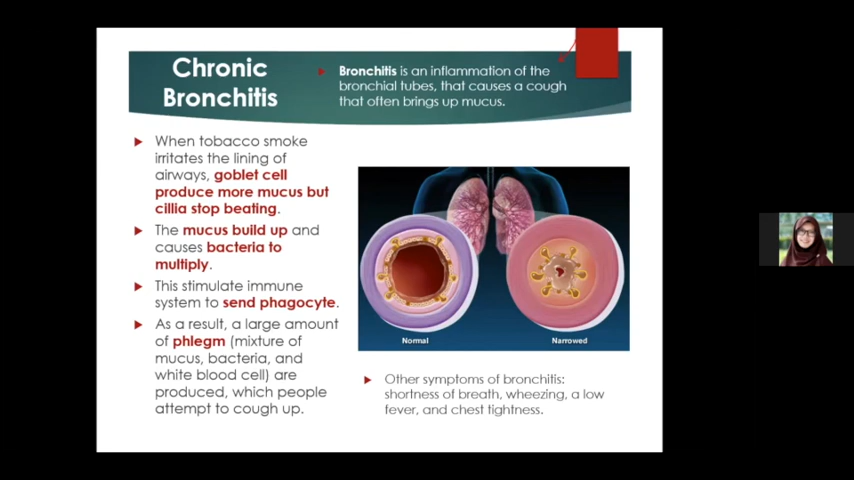 Chronic
Bronchitis
Bronchitis is an inflammation of the
bronchial tubes, that causes a cough
that often brings up mucus.
When tobacco smoke
irritates the lining of
airways, goblet cell
produce more mucus but
cillia stop beating.
The mucus build up and
causes bacteria to
multiply.
This stimulate immune
system to send phagocyte.
As a result, a large amount
of phlegm (mixture of
mucus, bacteria, and
white blood cell) are
produced, which people
attempt to cough up.
Normal
Narrowed
Other symptoms of bronchitis:
shortness of breath, wheezing, a low
fever, and chest tightness.